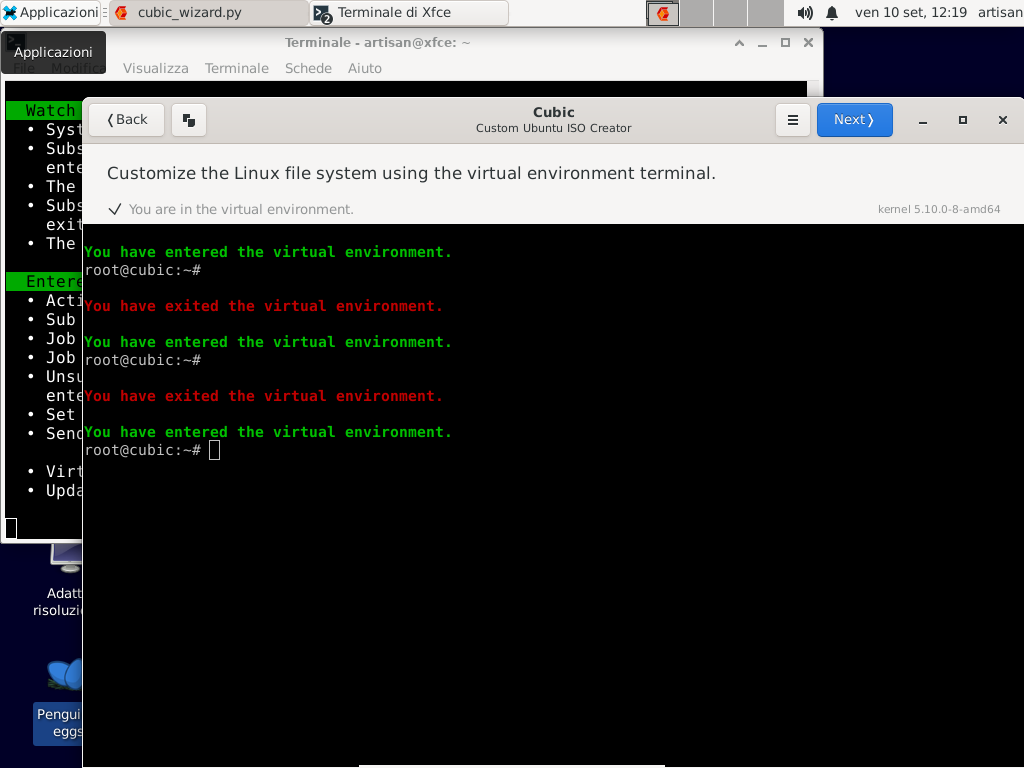 Applicazioni
cubic_wizard.py
2
Terminale di Xfce
ven 10 set, 12:19
artisan
Applicazioni
Terminale - artisan@xfce: ~
File Modifica Visualizza Terminale Schede Aiuto
Watch
• Syst
• Subs
ente
• The
• Subs
exit
• The
Entere
• Acti
• Sub
• Job
• Job
• Unsu
ente
• Set
• Send
• Virt
• Upda
❬Back
Cubic
Custom Ubuntu ISO Creator
Next❭
Customize the Linux file system using the virtual environment terminal.
You are in the virtual environment.
kernel 5.10.0-8-amd64
You have entered the virtual environment.
root@cubic:~#
You have exited the virtual environment.
You have entered the virtual environment.
root@cubic:~#
You have exited the virtual environment.
You have entered the virtual environment.
root@cubic:~#
Adatt
risoluzi
Pengui
eggs